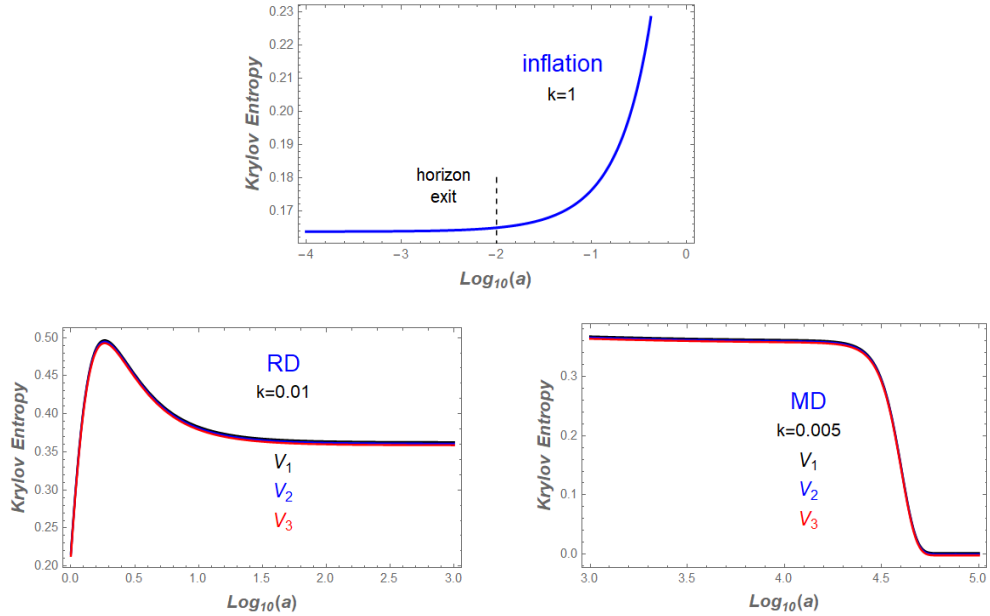 0.23
0.22
0.21
0.20
0.19
0.18
0.17
Krylov Entropy
inflation
k=1
horizon
exit
−4
−3
−2
−1
0
Log10(a)
0.50
0.45
0.40
0.35
0.30
0.25
0.20
Krylov Entropy
RD
k=0.01
V1
V2
V3
0.0
0.5
1.0
1.5
2.0
2.5
3.0
Log10(a)
0.3
0.2
0.1
0.0
Krylov Entropy
MD
k=0.005
V1
V2
V3
3.0
3.5
4.0
4.5
5.0
Log10(a)